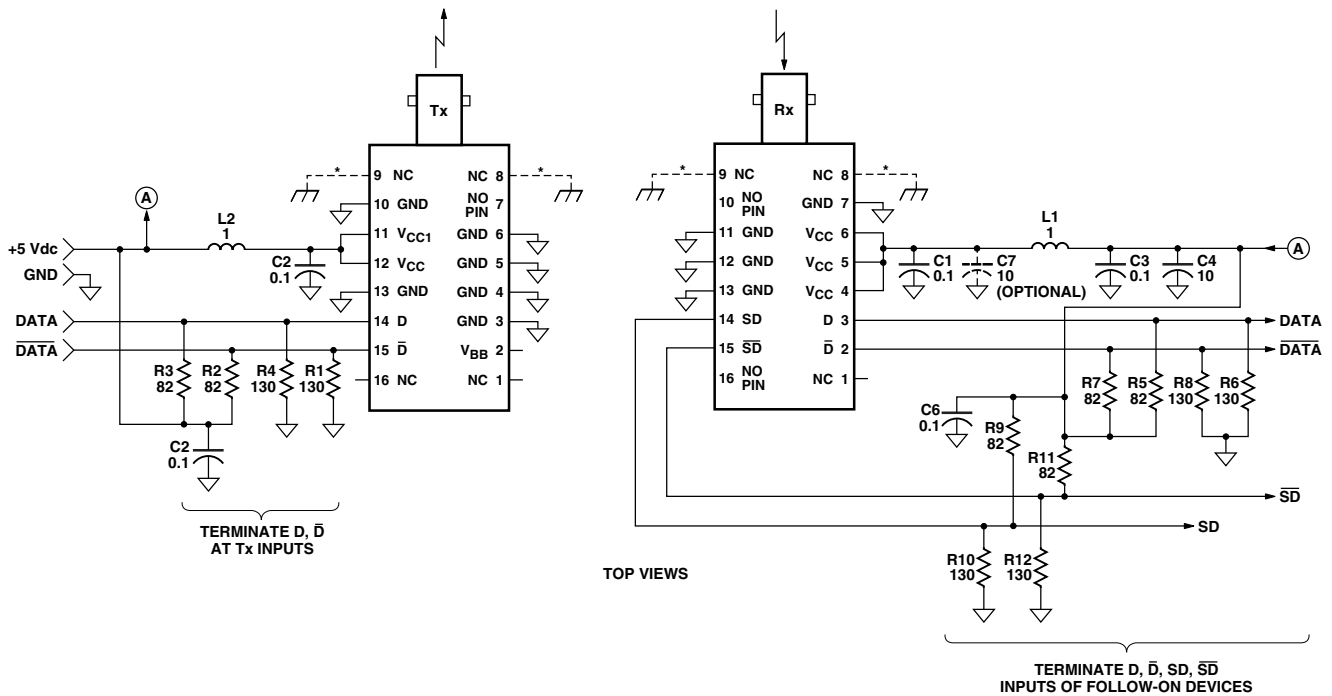 Tx
Rx
*
9 NC
NC 8
*
10 GND
NO PIN 7
11 VCC1
GND 6
12 VCC
GND 5
13 GND
GND 4
14 D
GND 3
15 D̅
VBB 2
16 NC
NC 1
A
+5 Vdc
L2
1
C2
0.1
GND
DATA
D̅A̅T̅A̅
R3
82
R2
82
R4
130
R1
130
C2
0.1
TERMINATE D, D̅
AT Tx INPUTS
*
9 NC
NC 8
*
10 NO PIN
GND 7
11 GND
VCC 6
12 GND
VCC 5
13 GND
VCC 4
14 SD
D 3
15 S̅D̅
D̅ 2
16 NO PIN
NC 1
L1
1
A
C1
0.1
C7
10
(OPTIONAL)
C3
0.1
C4
10
DATA
D̅A̅T̅A̅
R7
82
R5
82
R8
130
R6
130
C6
0.1
R9
82
R11
82
S̅D̅
SD
R10
130
R12
130
TOP VIEWS
TERMINATE D, D̅, SD, S̅D̅
INPUTS OF FOLLOW-ON DEVICES